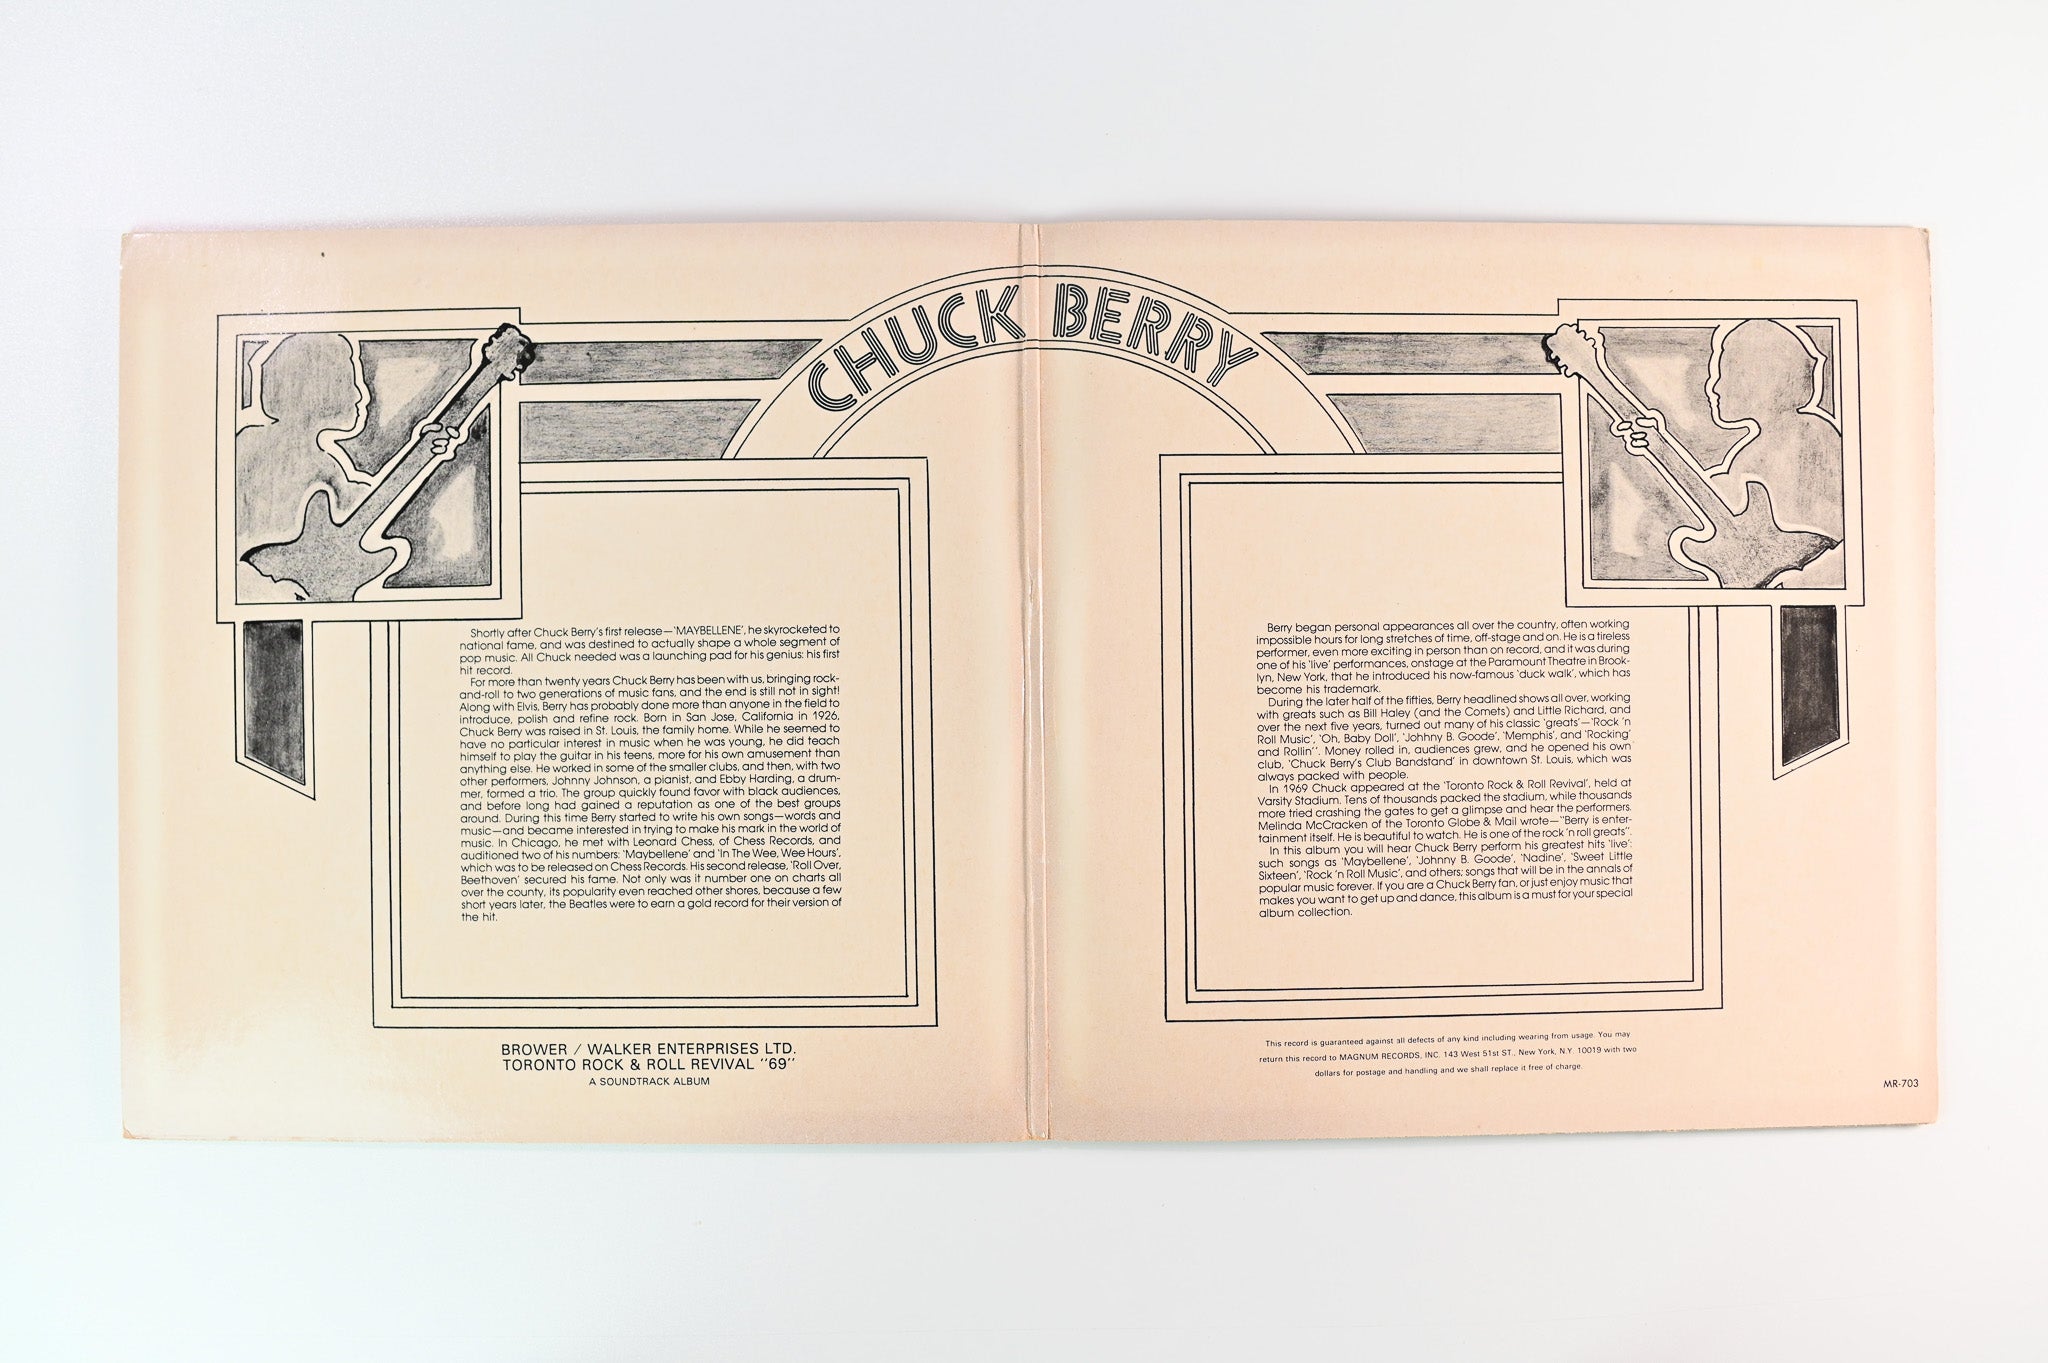 CHUCK BERRY
Shortly after Chuck Berry's first release—'MAYBELLENE', he skyrocketed to
national fame, and was destined to actually shape a whole segment of
pop music. All Chuck needed was a launching pad for his genius: his first
hit record.
For more than twenty years Chuck Berry has been with us, bringing rock-
and-roll to two generations of music fans, and the end is still not in sight!
Along with Elvis, Berry has probably done more than anyone in the field to
introduce, polish and refine rock. Born in San Jose, California in 1926,
Chuck Berry was raised in St. Louis, the family home. While he seemed to
have no particular interest in music when he was young, he did teach
himself to play the guitar in his teens, more for his own amusement than
anything else. He worked in some of the smaller clubs, and then, with two
other performers, Johnny Johnson, a pianist, and Ebby Harding, a drum-
mer, formed a trio. The group quickly found favor with black audiences,
and before long had gained a reputation as one of the best groups
around. During this time Berry started to write his own songs—words and
music—and became interested in trying to make his mark in the world of
music. In Chicago, he met with Leonard Chess, of Chess Records, and
auditioned two of his numbers: 'Maybellene' and 'In The Wee, Wee Hours',
which was to be released on Chess Records. His second release, 'Roll Over,
Beethoven' secured his fame. Not only was it number one on charts all
over the county, its popularity even reached other shores, because a few
short years later, the Beatles were to earn a gold record for their version of
the hit.
BROWER / WALKER ENTERPRISES LTD.
TORONTO ROCK & ROLL REVIVAL "69"
A SOUNDTRACK ALBUM
Berry began personal appearances all over the country, often working
impossible hours for long stretches of time, off-stage and on. He is a tireless
performer, even more exciting in person than on record, and it was during
one of his 'live' performances, onstage at the Paramount Theatre in Brook-
lyn, New York, that he introduced his now-famous 'duck walk', which has
become his trademark.
During the later half of the fifties, Berry headlined shows all over, working
with greats such as Bill Haley (and the Comets) and Little Richard, and
over the next five years, turned out many of his classic 'greats'—'Rock 'n
Roll Music', 'Oh, Baby Doll', 'Johhny B. Goode', 'Memphis', and 'Rocking'
and Rollin''. Money rolled in, audiences grew, and he opened his own
club, 'Chuck Berry's Club Bandstand' in downtown St. Louis, which was
always packed with people.
In 1969 Chuck appeared at the 'Toronto Rock & Roll Revival', held at
Varsity Stadium. Tens of thousands packed the stadium, while thousands
more tried crashing the gates to get a glimpse and hear the performers.
Melinda McCracken of the Toronto Globe & Mail wrote—"Berry is enter-
tainment itself. He is beautiful to watch. He is one of the rock 'n roll greats".
In this album you will hear Chuck Berry perform his greatest hits 'live':
such songs as 'Maybellene', 'Johnny B. Goode', 'Nadine', 'Sweet Little
Sixteen', 'Rock 'n Roll Music', and others; songs that will be in the annals of
popular music forever. If you are a Chuck Berry fan, or just enjoy music that
makes you want to get up and dance, this album is a must for your special
album collection.
This record is guaranteed against all defects of any kind including wearing from usage. You may
return this record to MAGNUM RECORDS, INC. 143 West 51st ST., New York, N.Y. 10019 with two
dollars for postage and handling and we shall replace it free of charge.
MR-703